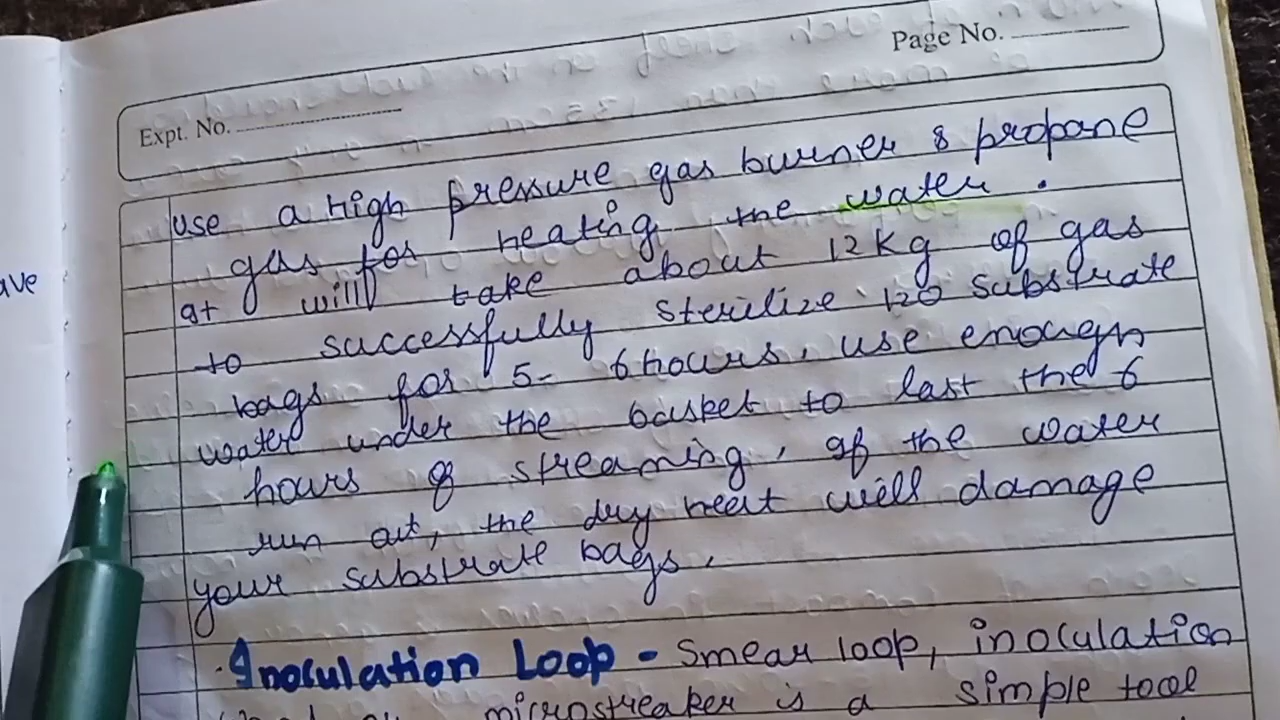 Page No.
Expt. No.
ave
use a high pressure gas burner & propane
gas for heating the water.
It will take about 12 Kg of gas
to successfully sterilize 120 substrate
bags for 5- 6 hours, use enough
water under the basket to last the 6
hours of streaming, If the water
run out, the dry heat will damage
your substrate bags.
Inoculation Loop - Smear loop, inoculation
microstreaker is a simple tool